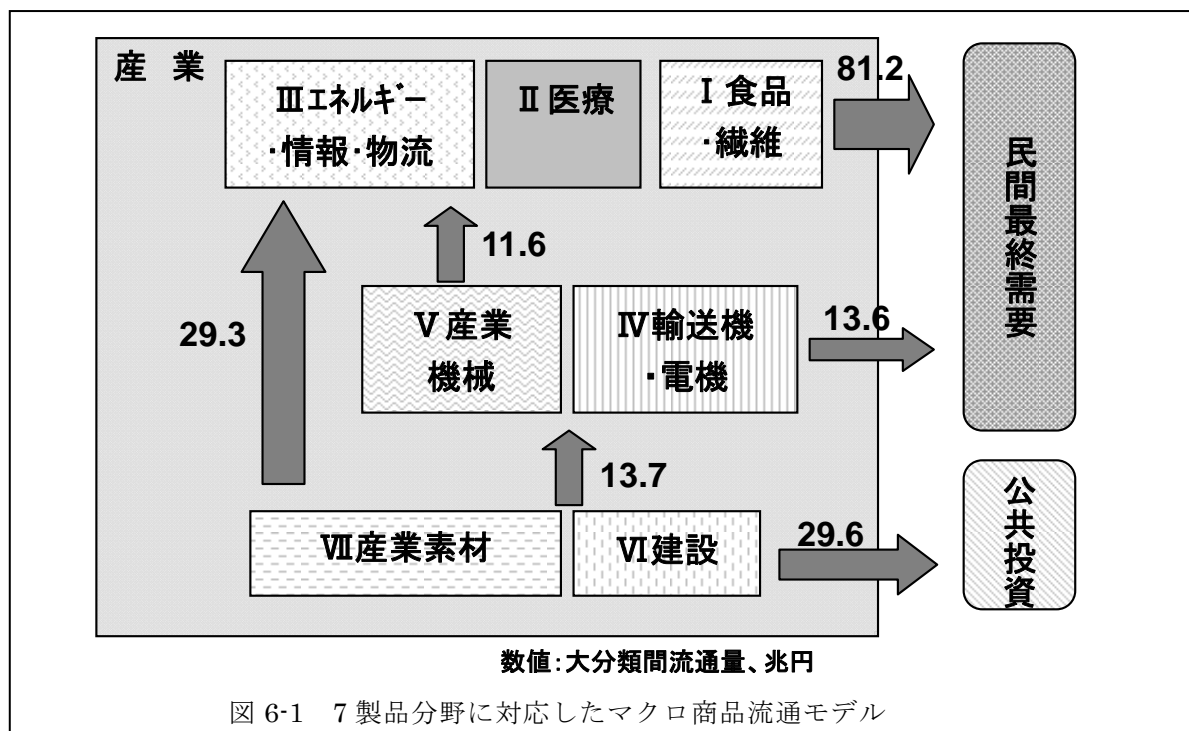 産 業
Ⅲエネルギー
・情報・物流
Ⅱ医療
Ⅰ食品
・繊維
81.2
民間最終需要
11.6
29.3
Ⅴ産業
機械
Ⅳ輸送機
・電機
13.6
13.7
Ⅶ産業素材
Ⅵ建設
29.6
公共投資
数値：大分類間流通量、兆円
図 6-1 7 製品分野に対応したマクロ商品流通モデル